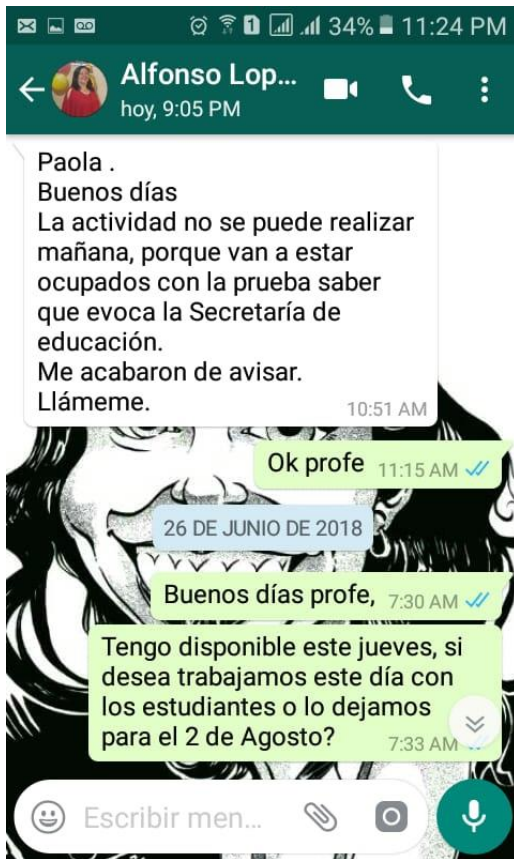 34% 11:24 PM
Alfonso Lop...
hoy, 9:05 PM
Paola .
Buenos días
La actividad no se puede realizar
mañana, porque van a estar
ocupados con la prueba saber
que evoca la Secretaría de
educación.
Me acabaron de avisar.
Llámeme.
10:51 AM
Ok profe 11:15 AM
26 DE JUNIO DE 2018
Buenos días profe, 7:30 AM
Tengo disponible este jueves, si
desea trabajamos este día con
los estudiantes o lo dejamos
para el 2 de Agosto? 7:33 AM
Escribir men...